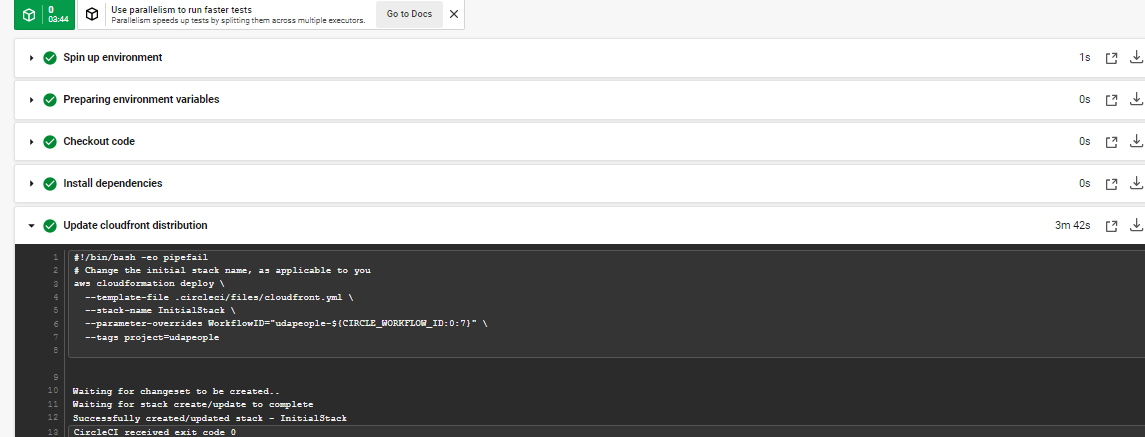 0
03:44
Use parallelism to run faster tests
Parallelism speeds up tests by splitting them across multiple executors.
Go to Docs
Spin up environment 1s
Preparing environment variables 0s
Checkout code 0s
Install dependencies 0s
Update cloudfront distribution 3m 42s
1 #!/bin/bash -eo pipefail
2 # Change the initial stack name, as applicable to you
3 aws cloudformation deploy \
4 --template-file .circleci/files/cloudfront.yml \
5 --stack-name InitialStack \
6 --parameter-overrides WorkflowID="udapeople-${CIRCLE_WORKFLOW_ID:0:7}" \
7 --tags project=udapeople
8
9
10 Waiting for changeset to be created..
11 Waiting for stack create/update to complete
12 Successfully created/updated stack - InitialStack
13 CircleCI received exit code 0